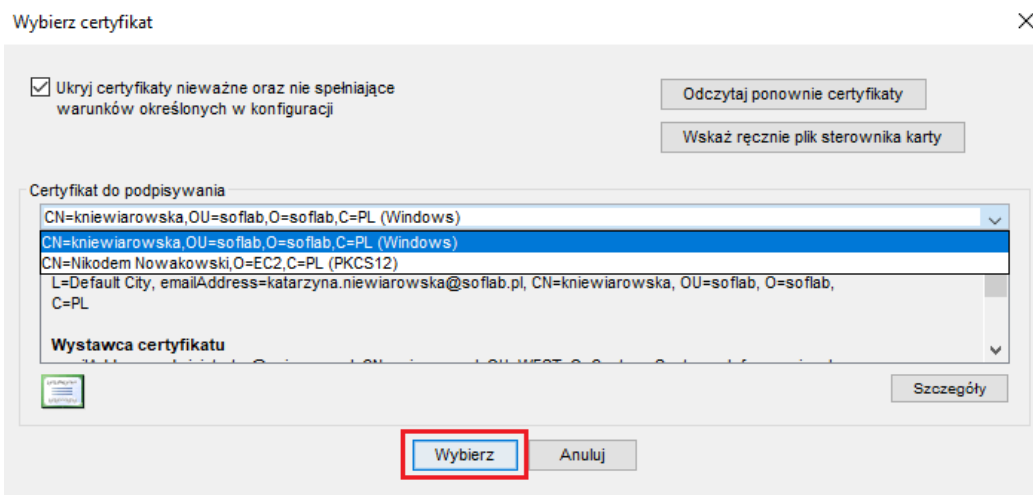 Wybierz certyfikat
Ukryj certyfikaty nieważne oraz nie spełniające
warunków określonych w konfiguracji
Odczytaj ponownie certyfikaty
Wskaż ręcznie plik sterownika karty
Certyfikat do podpisywania
CN=kniewiarowska,OU=soflab,O=soflab,C=PL (Windows)
CN=kniewiarowska,OU=soflab,O=soflab,C=PL (Windows)
CN=Nikodem Nowakowski,O=EC2,C=PL (PKCS12)
L=Default City, emailAddress=katarzyna.niewiarowska@soflab.pl, CN=kniewiarowska, OU=soflab, O=soflab,
C=PL
Wystawca certyfikatu
Szczegóły
Wybierz
Anuluj